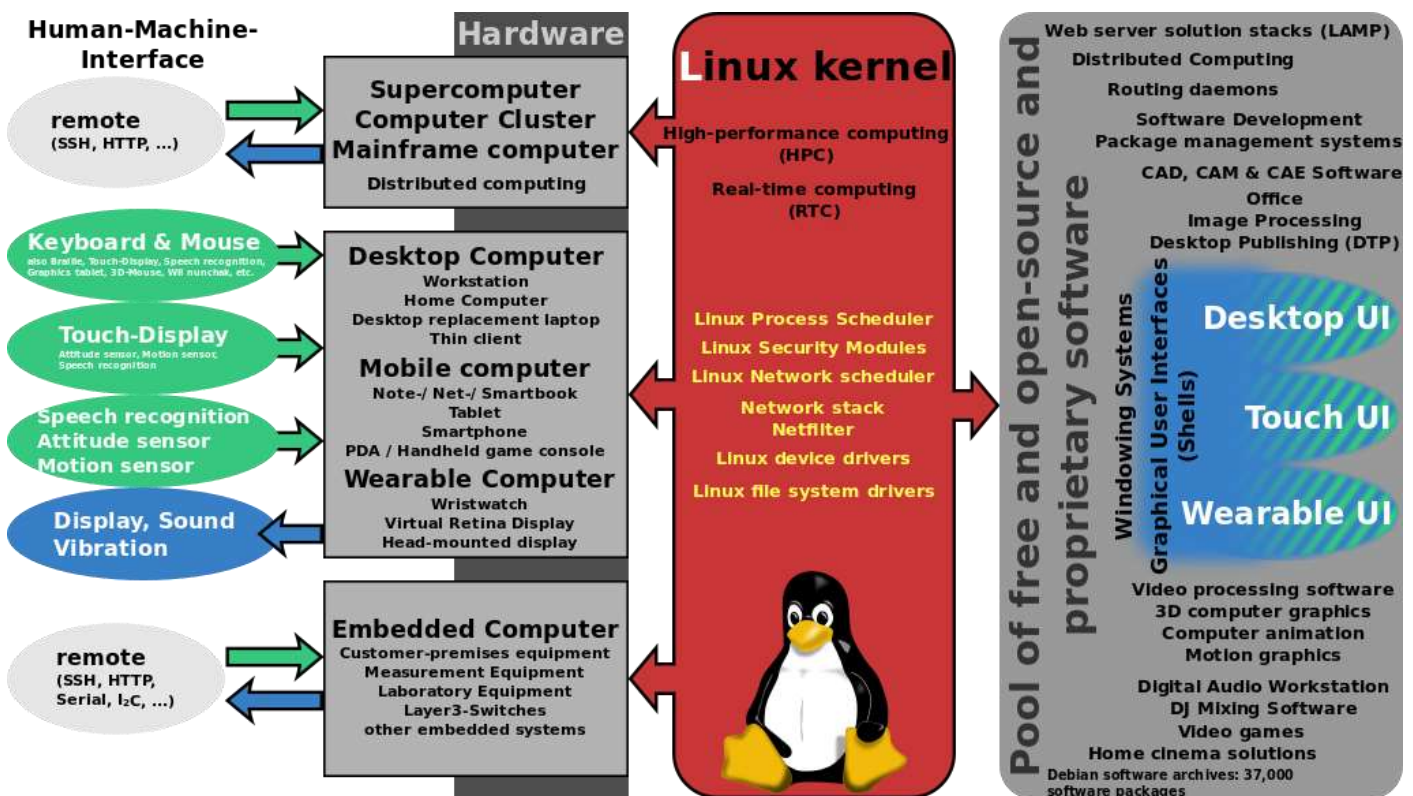 Human-Machine-
Interface
remote
(SSH, HTTP, ...)
Keyboard & Mouse
also Braille, Touch-Display, Speech recognition,
Graphics tablet, 3D-Mouse, WII nunchak, etc.
Touch-Display
Attitude sensor, Motion sensor,
Speech recognition
Speech recognition
Attitude sensor
Motion sensor
Display, Sound
Vibration
remote
(SSH, HTTP,
Serial, I₂C, ...)
Hardware
Supercomputer
Computer Cluster
Mainframe computer
Distributed computing
Desktop Computer
Workstation
Home Computer
Desktop replacement laptop
Thin client
Mobile computer
Note-/ Net-/ Smartbook
Tablet
Smartphone
PDA / Handheld game console
Wearable Computer
Wristwatch
Virtual Retina Display
Head-mounted display
Embedded Computer
Customer-premises equipment
Measurement Equipment
Laboratory Equipment
Layer3-Switches
other embedded systems
Linux kernel
High-performance computing
(HPC)
Real-time computing
(RTC)
Linux Process Scheduler
Linux Security Modules
Linux Network scheduler
Network stack
Netfilter
Linux device drivers
Linux file system drivers
Pool of free and open-source and
proprietary software
Web server solution stacks (LAMP)
Distributed Computing
Routing daemons
Software Development
Package management systems
CAD, CAM & CAE Software
Office
Image Processing
Desktop Publishing (DTP)
Windowing Systems
Graphical User Interfaces
(Shells)
Desktop UI
Touch UI
Wearable UI
Video processing software
3D computer graphics
Computer animation
Motion graphics
Digital Audio Workstation
DJ Mixing Software
Video games
Home cinema solutions
Debian software archives: 37,000
software packages